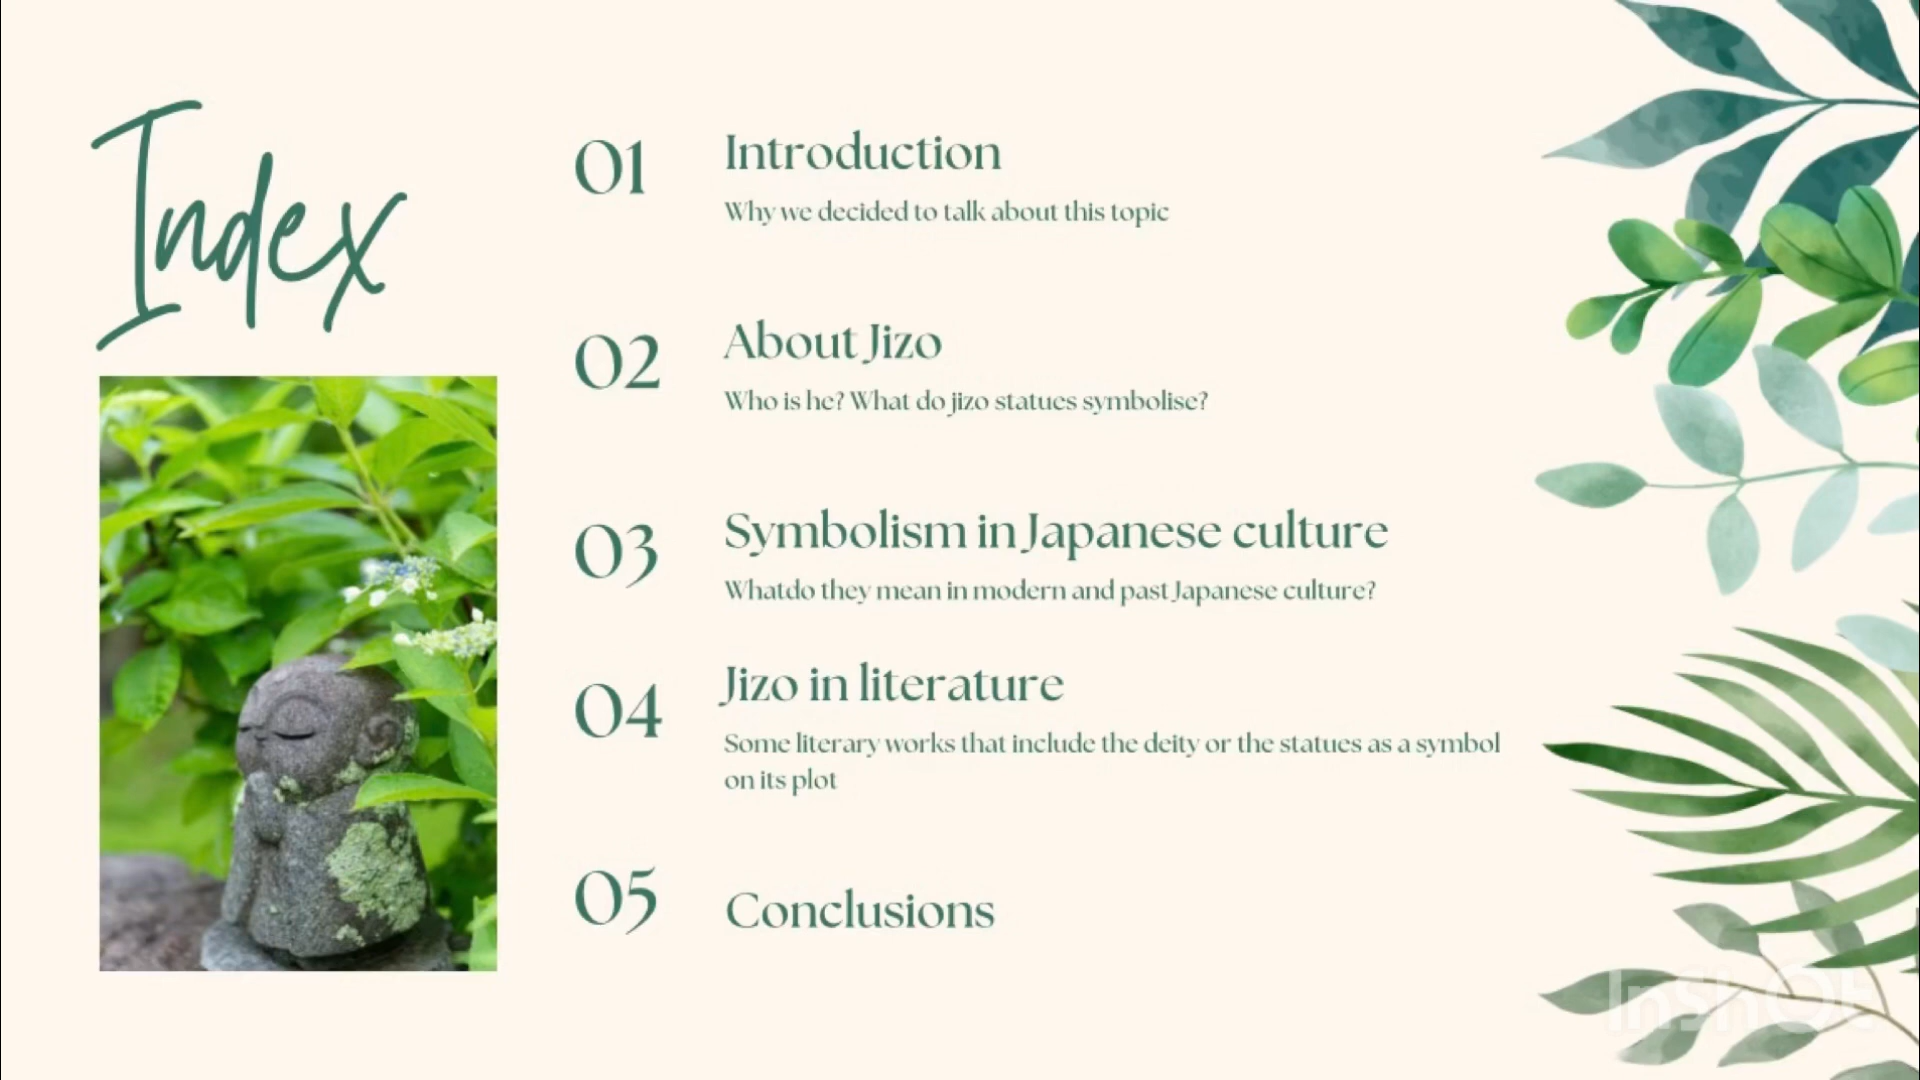 Index
01
Introduction
Why we decided to talk about this topic
02
About Jizo
Who is he? What do jizo statues symbolise?
03
Symbolism in Japanese culture
Whatdo they mean in modern and past Japanese culture?
04
Jizo in literature
Some literary works that include the deity or the statues as a symbol
on its plot
05
Conclusions
InShOt